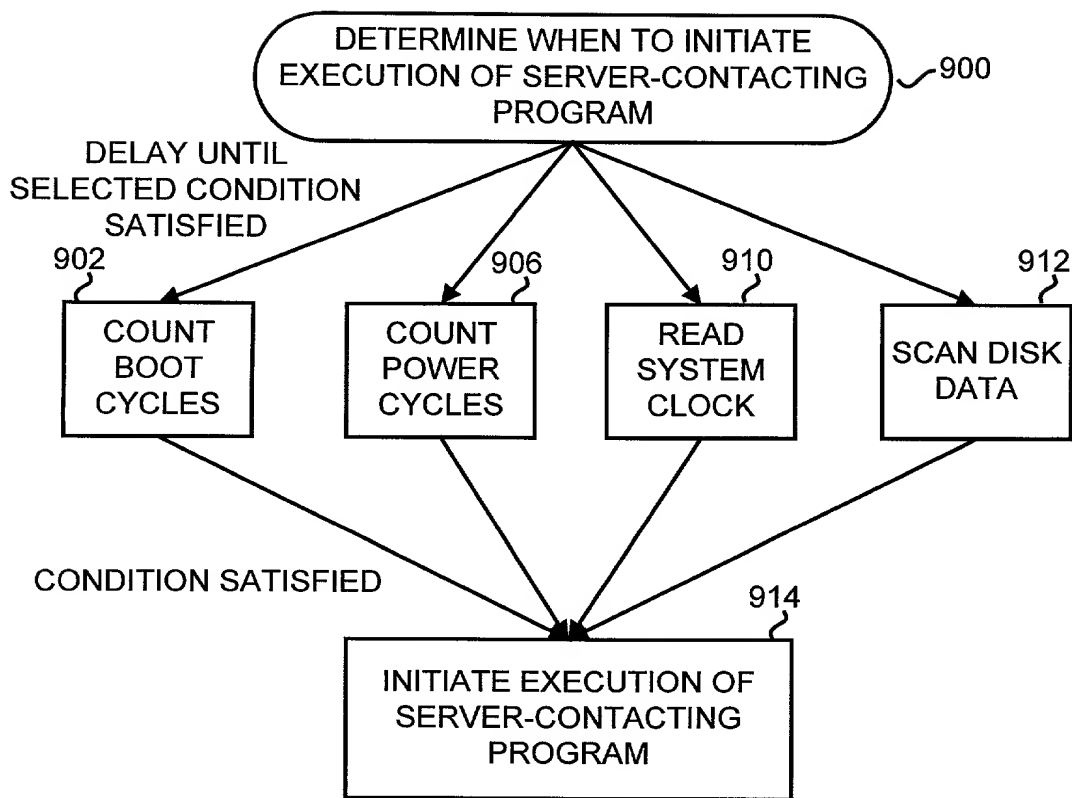 DETERMINE WHEN TO INITIATE
EXECUTION OF SERVER-CONTACTING
PROGRAM
900
DELAY UNTIL
SELECTED CONDITION
SATISFIED
902
906
910
912
COUNT
BOOT
CYCLES
COUNT
POWER
CYCLES
READ
SYSTEM
CLOCK
SCAN DISK
DATA
CONDITION SATISFIED
914
INITIATE EXECUTION OF
SERVER-CONTACTING
PROGRAM